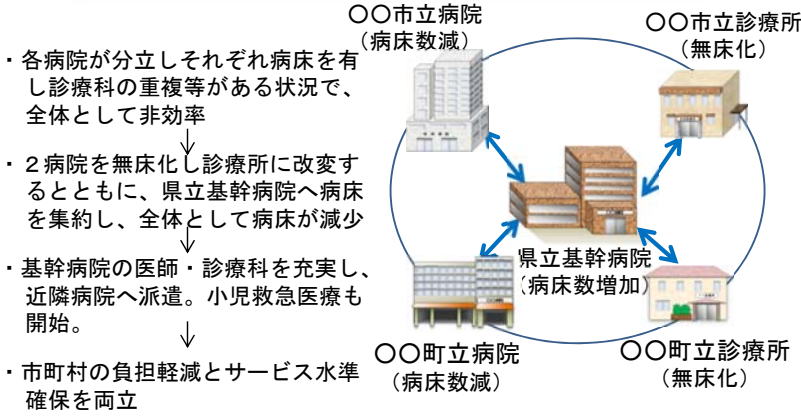 ・各病院が分立しそれぞれ病床を有
し診療科の重複等がある状況で、
全体として非効率
↓
・２病院を無床化し診療所に改変す
るとともに、県立基幹病院へ病床
を集約し、全体として病床が減少
↓
・基幹病院の医師・診療科を充実し、
近隣病院へ派遣。小児救急医療も
開始。
↓
・市町村の負担軽減とサービス水準
確保を両立
〇〇市立病院
（病床数減）
〇〇市立診療所
（無床化）
県立基幹病院
（病床数増加）
〇〇町立病院
（病床数減）
〇〇町立診療所
（無床化）